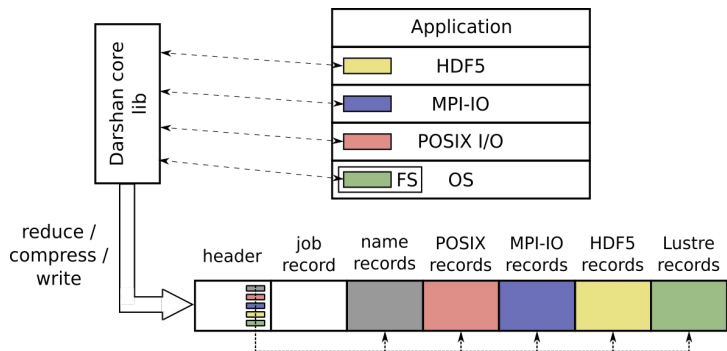 Application
HDF5
MPI-IO
POSIX I/O
FS OS
Darshan core
lib
reduce /
compress /
write
header
job
record
name
records
POSIX
records
MPI-IO
records
HDF5
records
Lustre
records